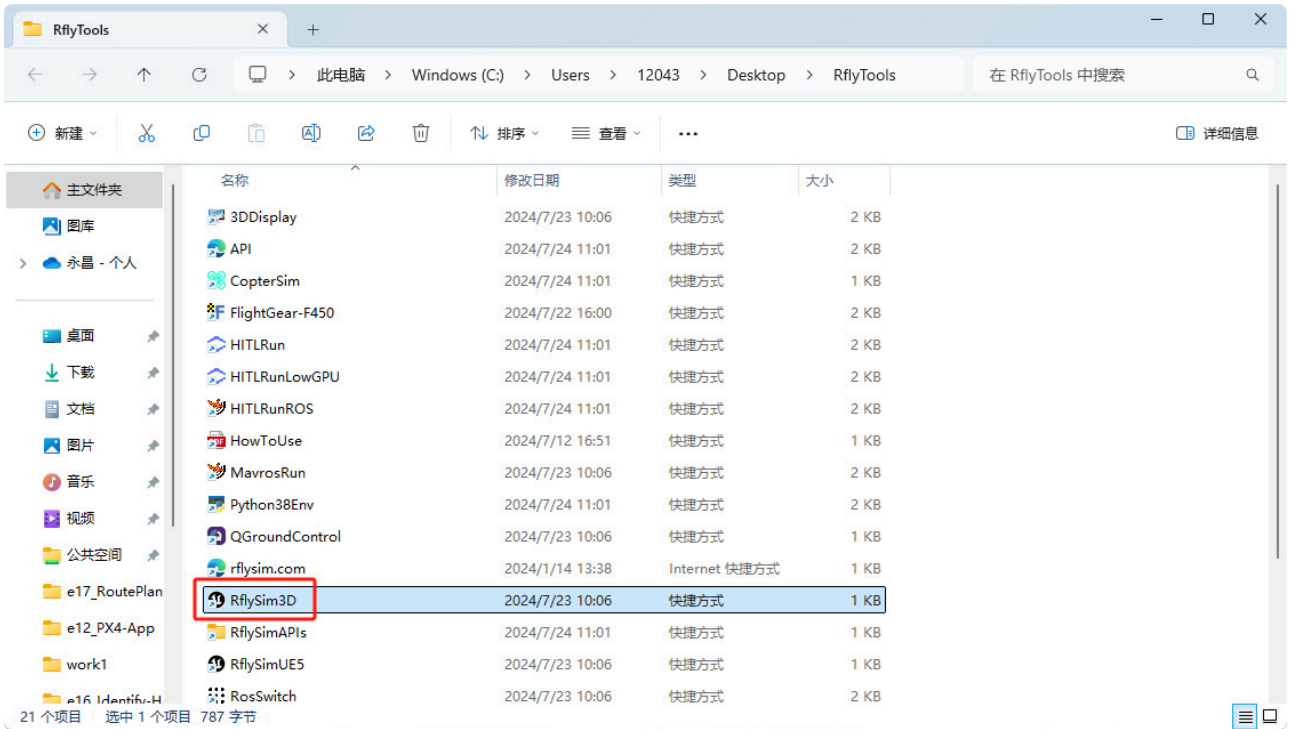 RflyTools
此电脑 > Windows (C:) > Users > 12043 > Desktop > RflyTools
在 RflyTools 中搜索
新建 排序 查看 ... 详细信息
名称 修改日期 类型 大小
主文件夹
图库
永昌 - 个人
桌面
下载
文档
图片
音乐
视频
公共空间
e17_RoutePlan
e12_PX4-App
work1
e16_Identify-H
3DDisplay 2024/7/23 10:06 快捷方式 2 KB
API 2024/7/24 11:01 快捷方式 2 KB
CopterSim 2024/7/24 11:01 快捷方式 1 KB
FlightGear-F450 2024/7/22 16:00 快捷方式 2 KB
HITLRun 2024/7/24 11:01 快捷方式 2 KB
HITLRunLowGPU 2024/7/24 11:01 快捷方式 2 KB
HITLRunROS 2024/7/24 11:01 快捷方式 2 KB
HowToUse 2024/7/12 16:51 快捷方式 1 KB
MavrosRun 2024/7/23 10:06 快捷方式 2 KB
Python38Env 2024/7/24 11:01 快捷方式 2 KB
QGroundControl 2024/7/23 10:06 快捷方式 1 KB
rflysim.com 2024/1/14 13:38 Internet 快捷方式 1 KB
RflySim3D 2024/7/23 10:06 快捷方式 1 KB
RflySimAPIs 2024/7/24 11:01 快捷方式 1 KB
RflySimUE5 2024/7/23 10:06 快捷方式 1 KB
RosSwitch 2024/7/23 10:06 快捷方式 2 KB
21 个项目 选中 1 个项目 787 字节